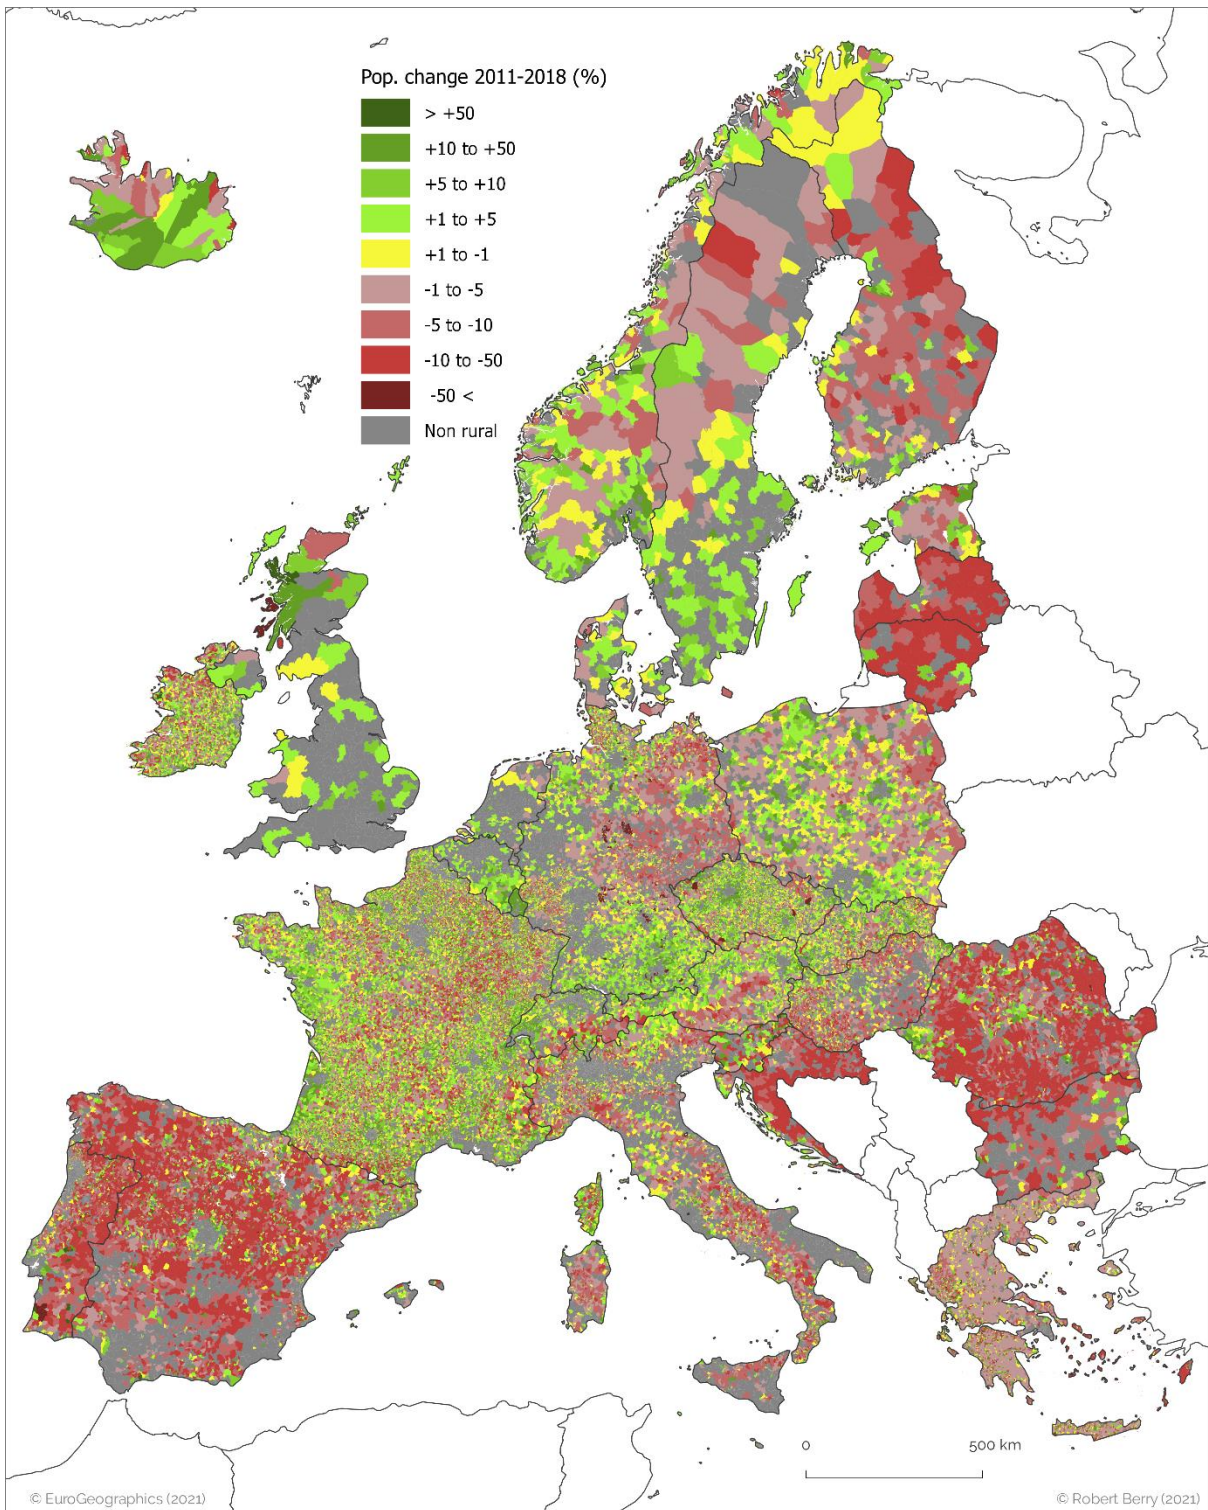 Pop. change 2011-2018 (%)
> +50
+10 to +50
+5 to +10
+1 to +5
+1 to -1
-1 to -5
-5 to -10
-10 to -50
-50 <
Non rural
0 500 km
© EuroGeographics (2021) © Robert Berry (2021)